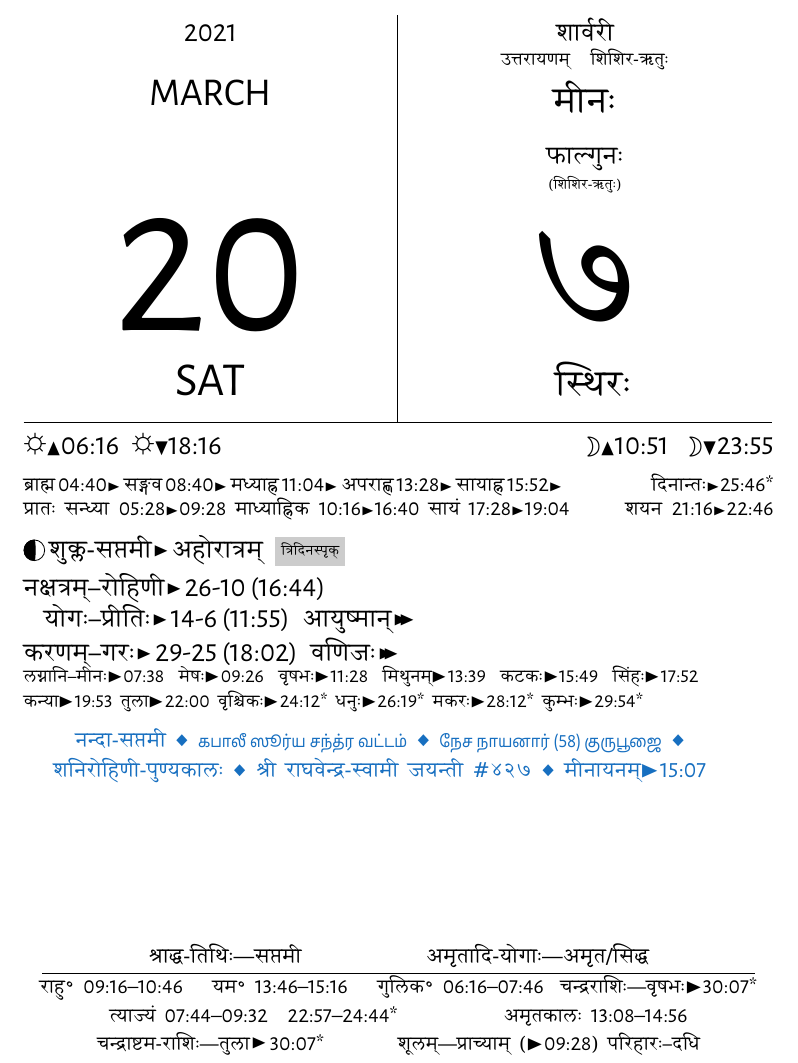 2021
MARCH
20
SAT
शार्वरी
उत्तरायणम् शिशिर-ऋतुः
मीनः
फाल्गुनः
(शिशिर-ऋतुः)
७
स्थिरः
☼▲06:16 ☼▼18:16 ☽▲10:51 ☽▼23:55
ब्राह्म 04:40► सङ्गव 08:40► मध्याह्न 11:04► अपराह्ण 13:28► सायाह्न 15:52► दिनान्तः►25:46*
प्रातः सन्ध्या 05:28►09:28 माध्याह्निक 10:16►16:40 सायं 17:28►19:04 शयन 21:16►22:46
शुक्ल-सप्तमी► अहोरात्रम् त्रिदिनस्पृक्
नक्षत्रम्–रोहिणी►26-10 (16:44)
योगः–प्रीतिः►14-6 (11:55) आयुष्मान्►►
करणम्–गरः►29-25 (18:02) वणिजः►►
लग्नानि–मीनः►07:38 मेषः►09:26 वृषभः►11:28 मिथुनम्►13:39 कटकः►15:49 सिंहः►17:52
कन्या►19:53 तुला►22:00 वृश्चिकः►24:12* धनुः►26:19* मकरः►28:12* कुम्भः►29:54*
नन्दा-सप्तमी ◆ கபாலீ ஸூர்ய சந்த்ர வட்டம் ◆ நேச நாயனார் (58) குருபூஜை ◆
शनिरोहिणी-पुण्यकालः ◆ श्री राघवेन्द्र-स्वामी जयन्ती #४२७ ◆ मीनायनम्►15:07
श्राद्ध-तिथिः—सप्तमी अमृतादि-योगाः—अमृत/सिद्ध
राहु॰ 09:16–10:46 यम॰ 13:46–15:16 गुलिक॰ 06:16–07:46 चन्द्रराशिः—वृषभः►30:07*
त्याज्यं 07:44–09:32 22:57–24:44* अमृतकालः 13:08–14:56
चन्द्राष्टम-राशिः—तुला► 30:07* शूलम्—प्राच्याम् (►09:28) परिहारः–दधि